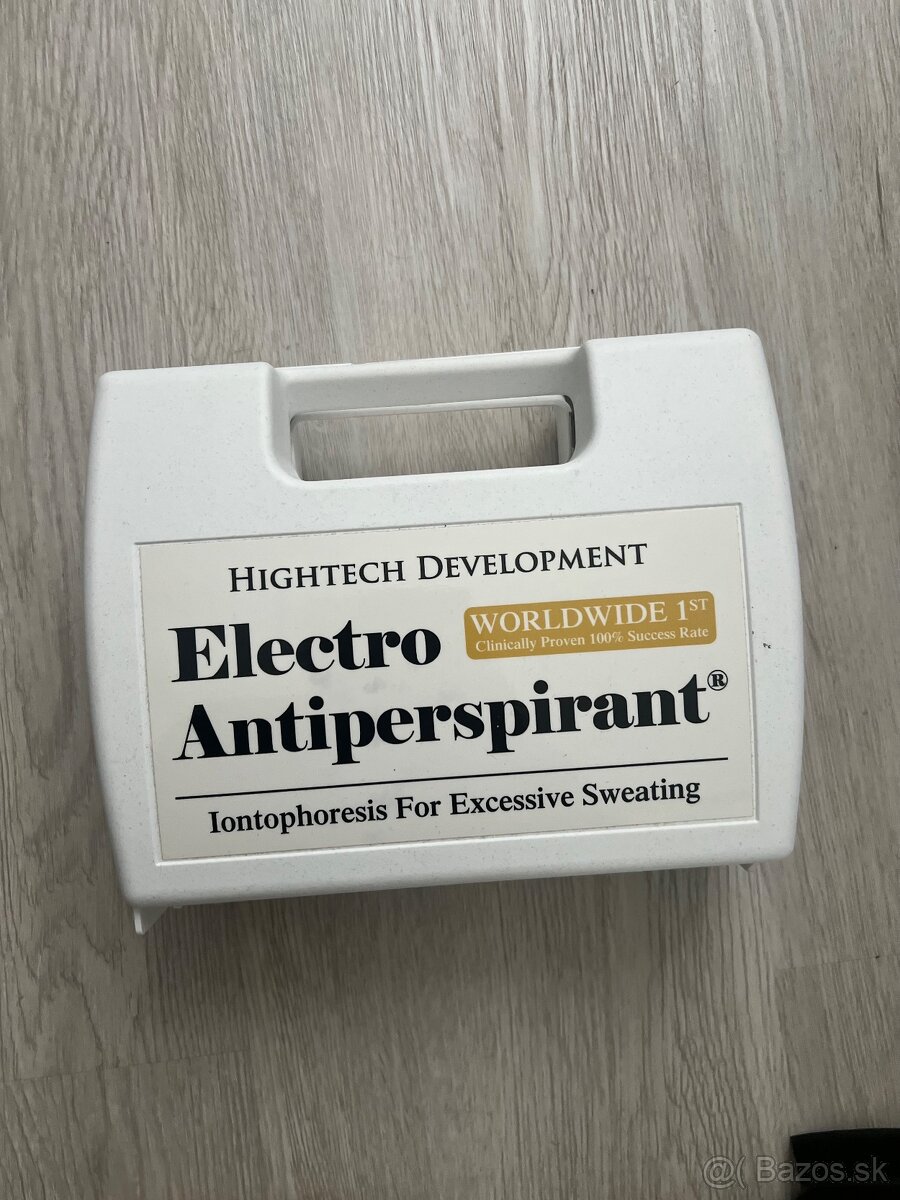 HIGHTECH DEVELOPMENT
Electro
WORLDWIDE 1ST
Clinically Proven 100% Success Rate
Antiperspirant®
Iontophoresis For Excessive Sweating
@( Bazos.sk